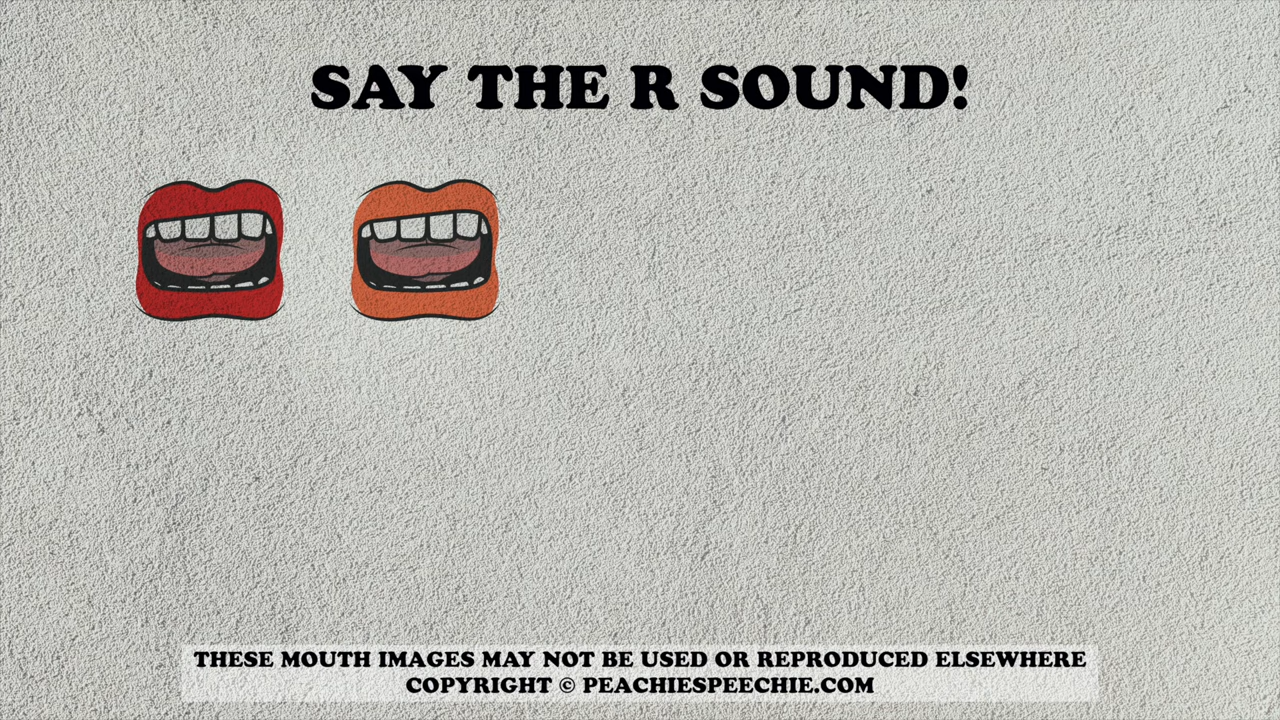 SAY THE R SOUND!
THESE MOUTH IMAGES MAY NOT BE USED OR REPRODUCED ELSEWHERE
COPYRIGHT © PEACHIESPEECHIE.COM